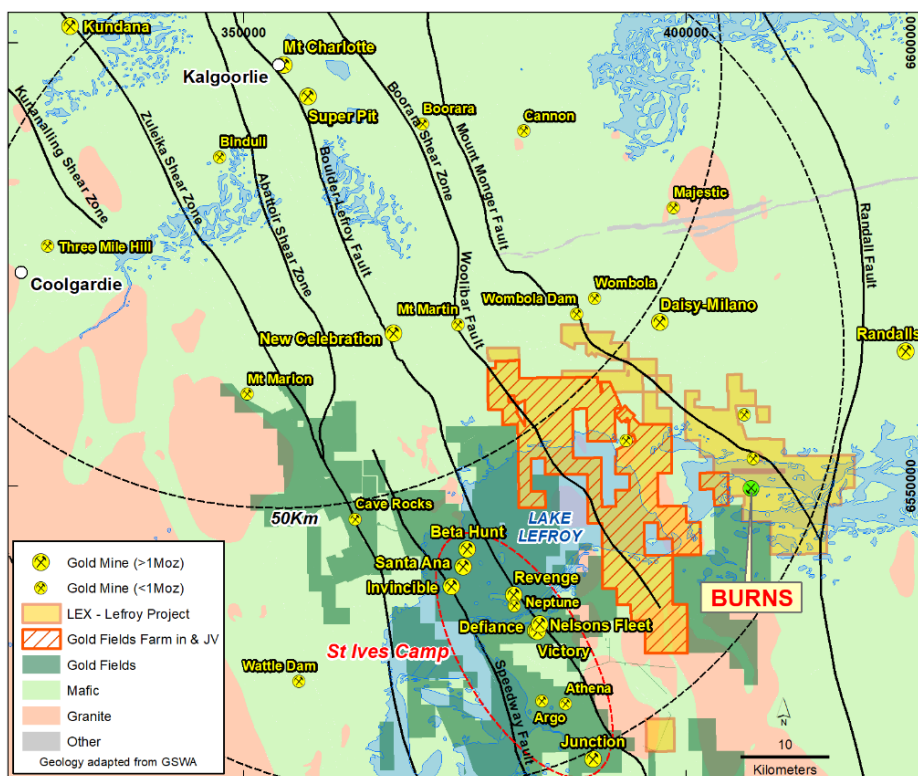 Kundana
350000
Mt Charlotte
400000
6600000
Kalgoorlie
Super Pit
Boorara
Cannon
Kunanalling Shear Zone
Zuleika Shear Zone
Bindull
Abattoir Shear Zone
Boulder-Lefroy Fault
Boorara Shear Zone
Mount Monger Fault
Majestic
Randall Fault
Three Mile Hill
Coolgardie
Woolibar Fault
Wombola
Mt Martin
Wombola Dam
Daisy-Milano
New Celebration
Randalls
Mt Marion
6550000
50Km
Cave Rocks
LAKE
LEFROY
Beta Hunt
Santa Ana
Invincible
Revenge
Neptune
BURNS
Defiance
Nelsons Fleet
Victory
St Ives Camp
Speedway Fault
Wattle Dam
Athena
Argo
Junction
Gold Mine (>1Moz)
Gold Mine (<1Moz)
LEX - Lefroy Project
Gold Fields Farm in & JV
Gold Fields
Mafic
Granite
Other
Geology adapted from GSWA
N
10
Kilometers